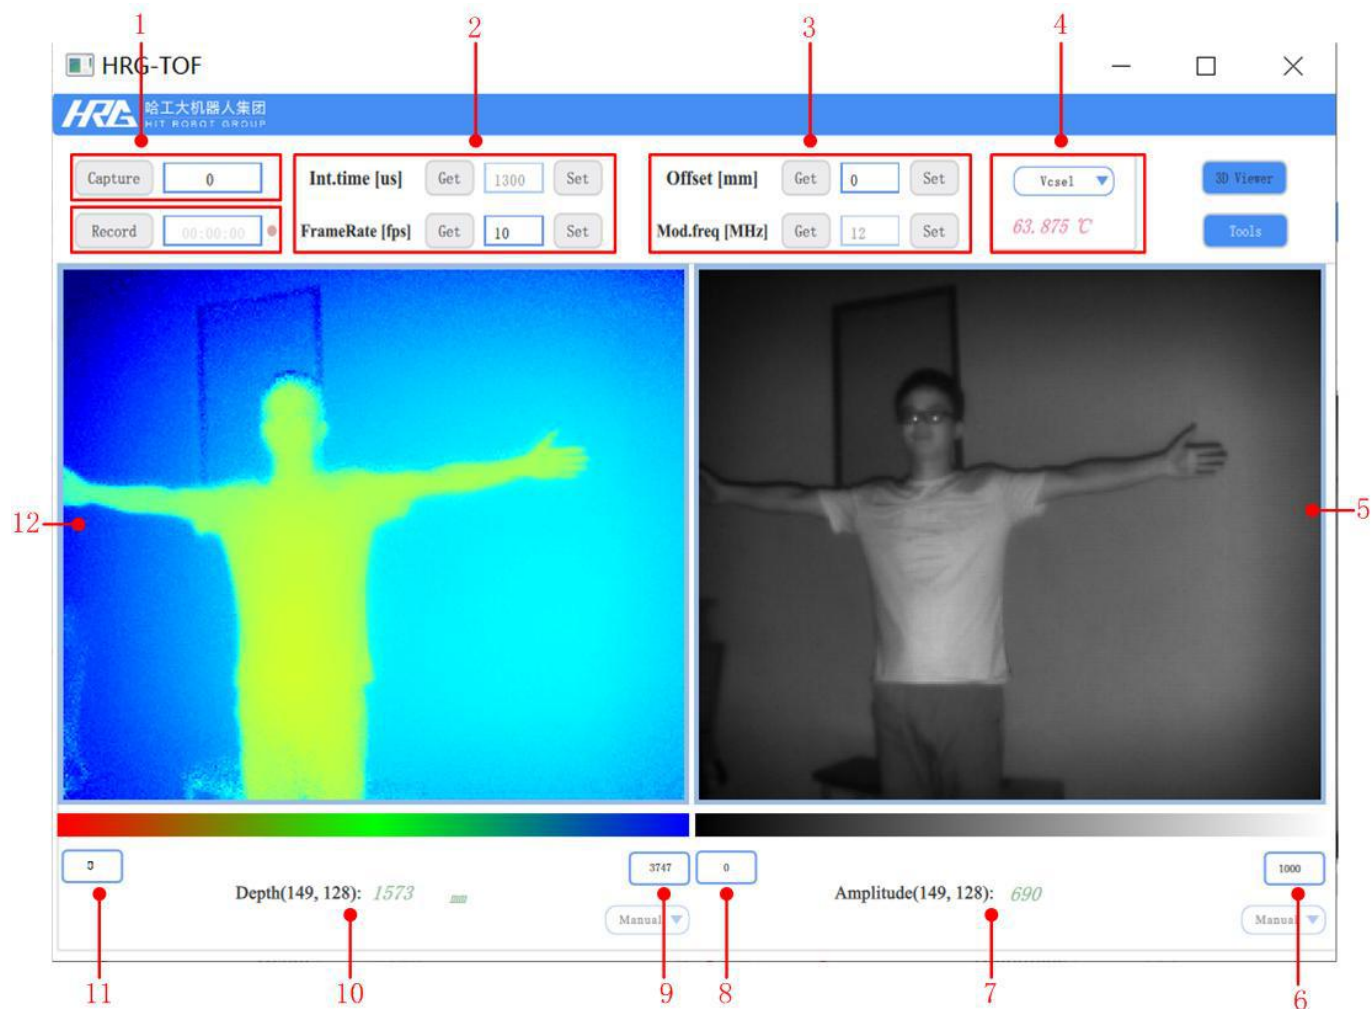 1 2 3 4
HRG-TOF
HRG 哈工大机器人集团
HIT ROBOT GROUP
Capture 0 Int.time [us] Get 1300 Set Offset [mm] Get 0 Set Vcsel 3D Viewer
Record 00:00:00 FrameRate [fps] Get 10 Set Mod.freq [MHz] Get 12 Set 63.875 ℃ Tools
12 5
3747 0 1000
Depth(149, 128): 1573 mm Amplitude(149, 128): 690
Manual Manual
11 10 9 8 7 6